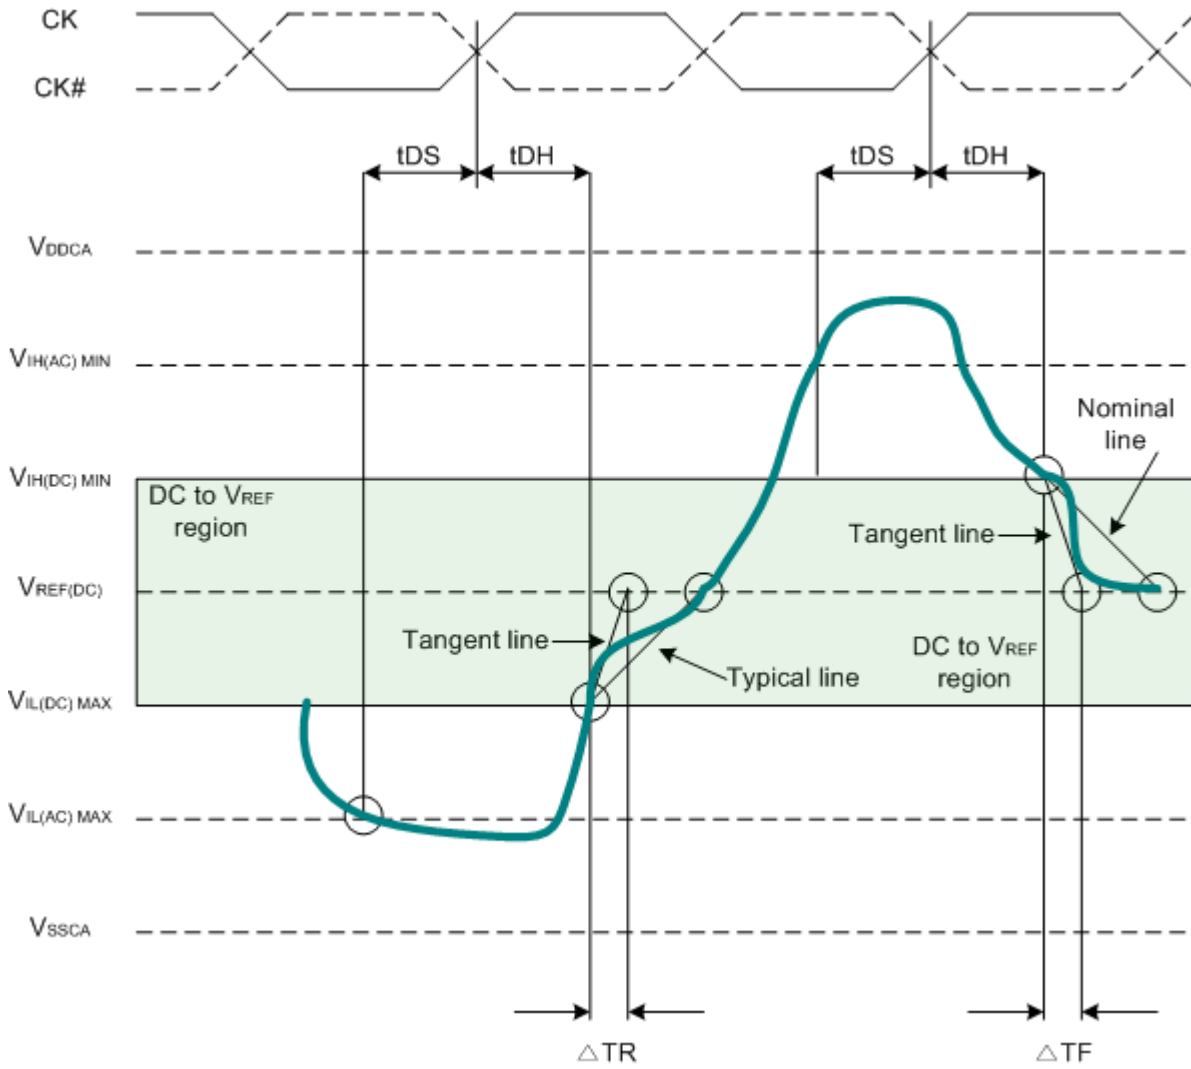 CK
CK#
tDS
tDH
tDS
tDH
VDDCA
VIH(AC) MIN
Nominal
line
VIH(DC) MIN
DC to VREF
region
Tangent line
VREF(DC)
Tangent line
DC to VREF
region
Typical line
VIL(DC) MAX
VIL(AC) MAX
VSSCA
△TR
△TF